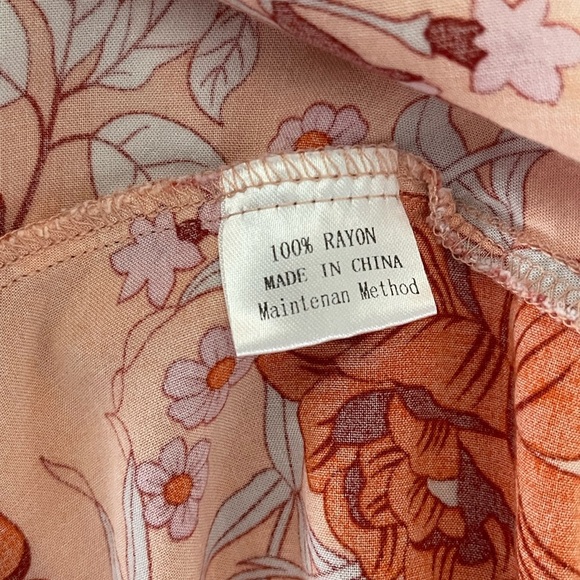 100% RAYON
MADE IN CHINA
Maintenan Method